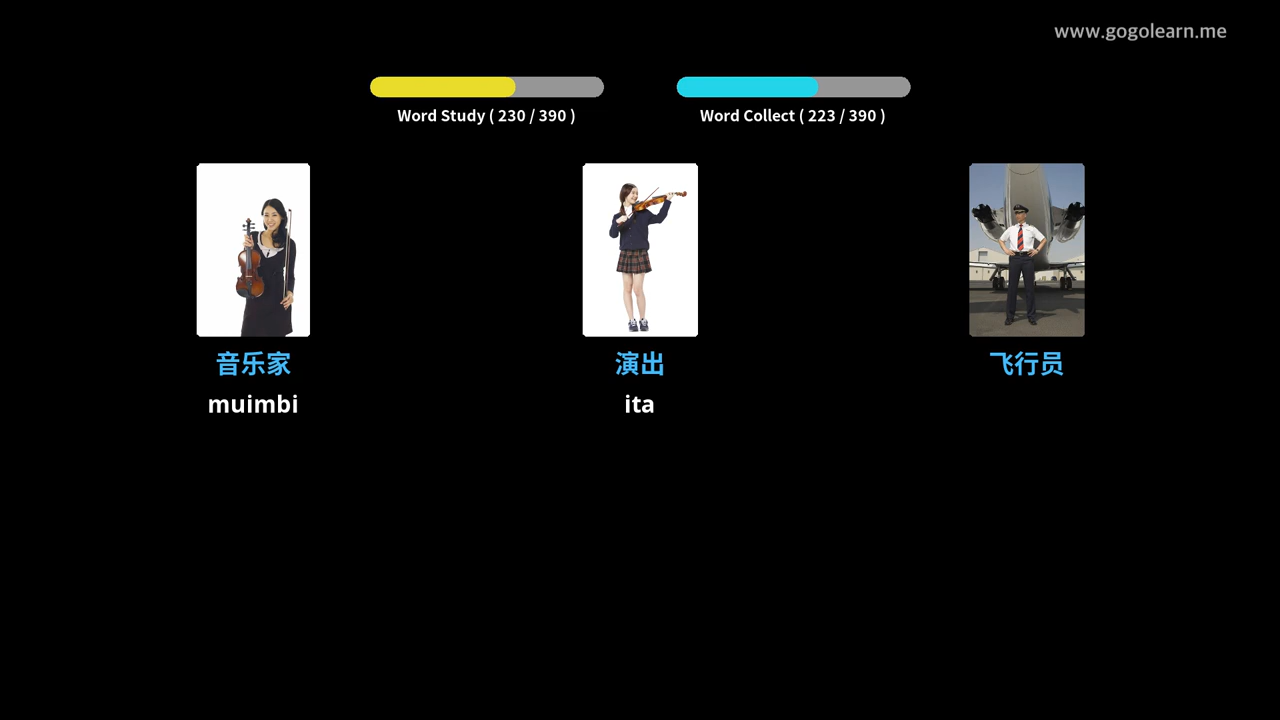 www.gogolearn.me
Word Study ( 230 / 390 )
Word Collect ( 223 / 390 )
音乐家
演出
飞行员
muimbi
ita